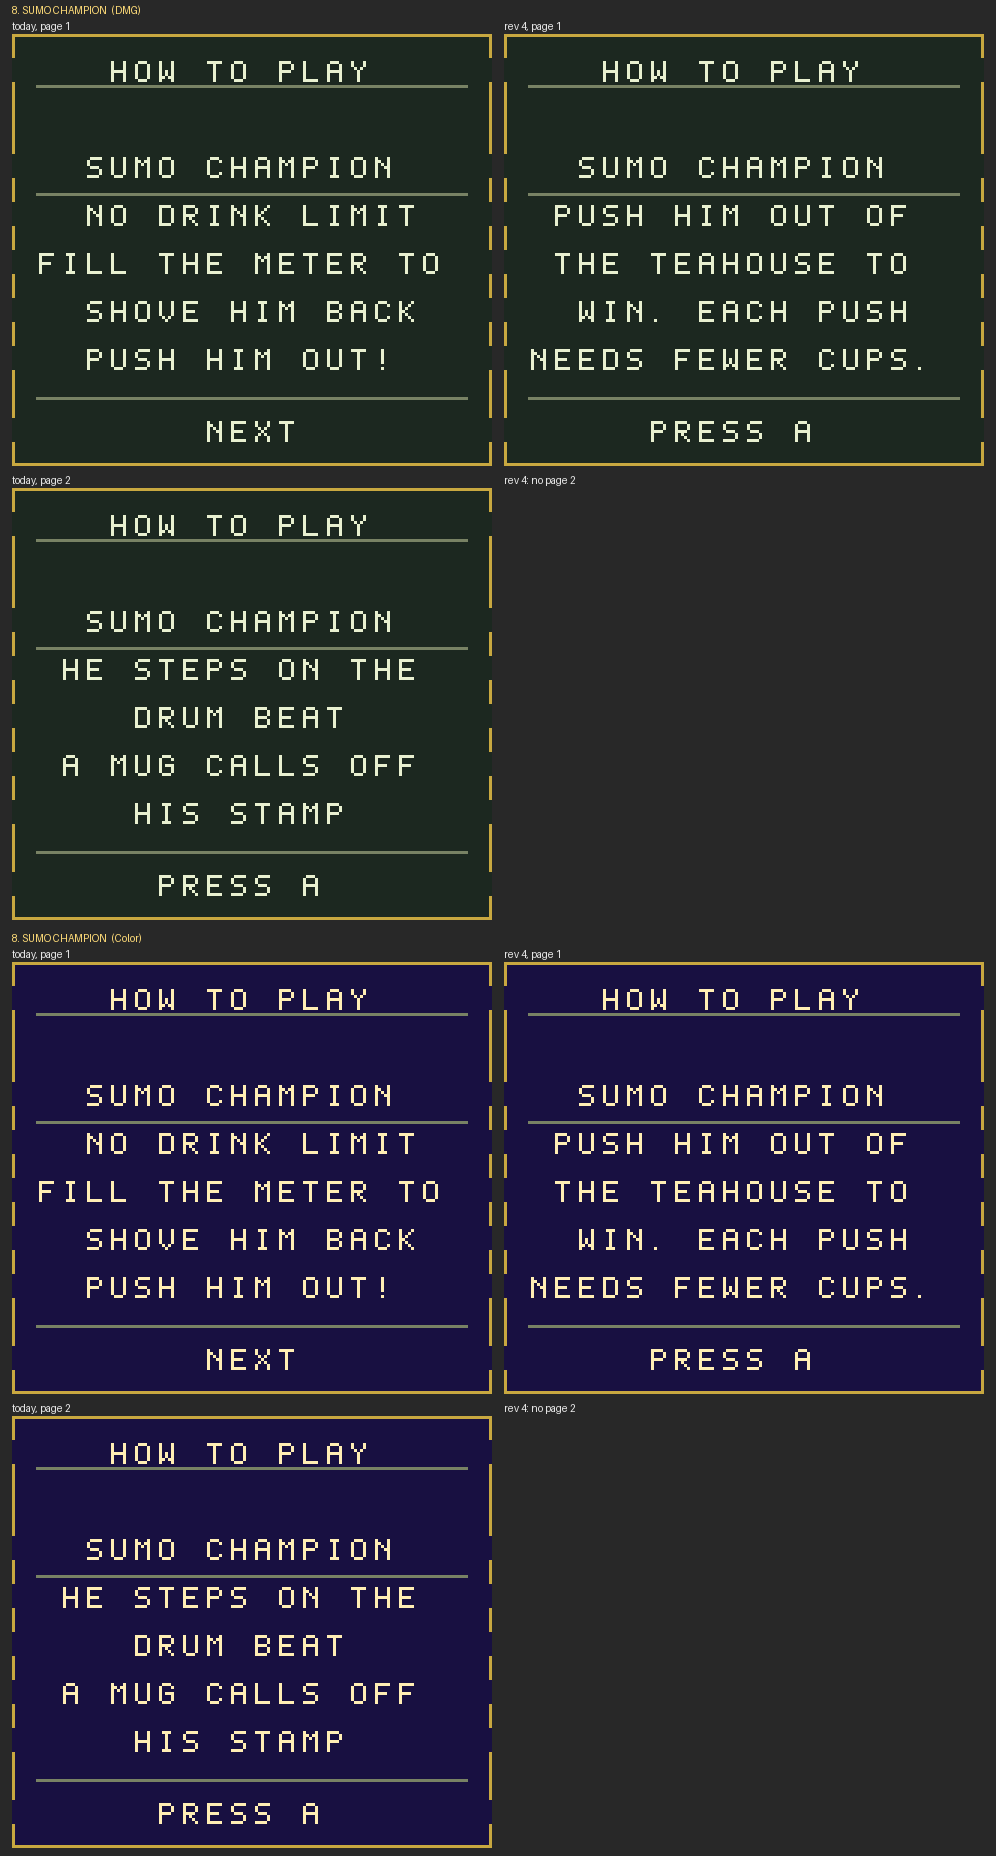 8. SUMO CHAMPION (DMG)
today, page 1
HOW TO PLAY
SUMO CHAMPION
NO DRINK LIMIT
FILL THE METER TO
SHOVE HIM BACK
PUSH HIM OUT!
NEXT
rev 4, page 1
HOW TO PLAY
SUMO CHAMPION
PUSH HIM OUT OF
THE TEAHOUSE TO
WIN. EACH PUSH
NEEDS FEWER CUPS.
PRESS A
today, page 2
HOW TO PLAY
SUMO CHAMPION
HE STEPS ON THE
DRUM BEAT
A MUG CALLS OFF
HIS STAMP
PRESS A
rev 4: no page 2
8. SUMO CHAMPION (Color)
today, page 1
HOW TO PLAY
SUMO CHAMPION
NO DRINK LIMIT
FILL THE METER TO
SHOVE HIM BACK
PUSH HIM OUT!
NEXT
rev 4, page 1
HOW TO PLAY
SUMO CHAMPION
PUSH HIM OUT OF
THE TEAHOUSE TO
WIN. EACH PUSH
NEEDS FEWER CUPS.
PRESS A
today, page 2
HOW TO PLAY
SUMO CHAMPION
HE STEPS ON THE
DRUM BEAT
A MUG CALLS OFF
HIS STAMP
PRESS A
rev 4: no page 2